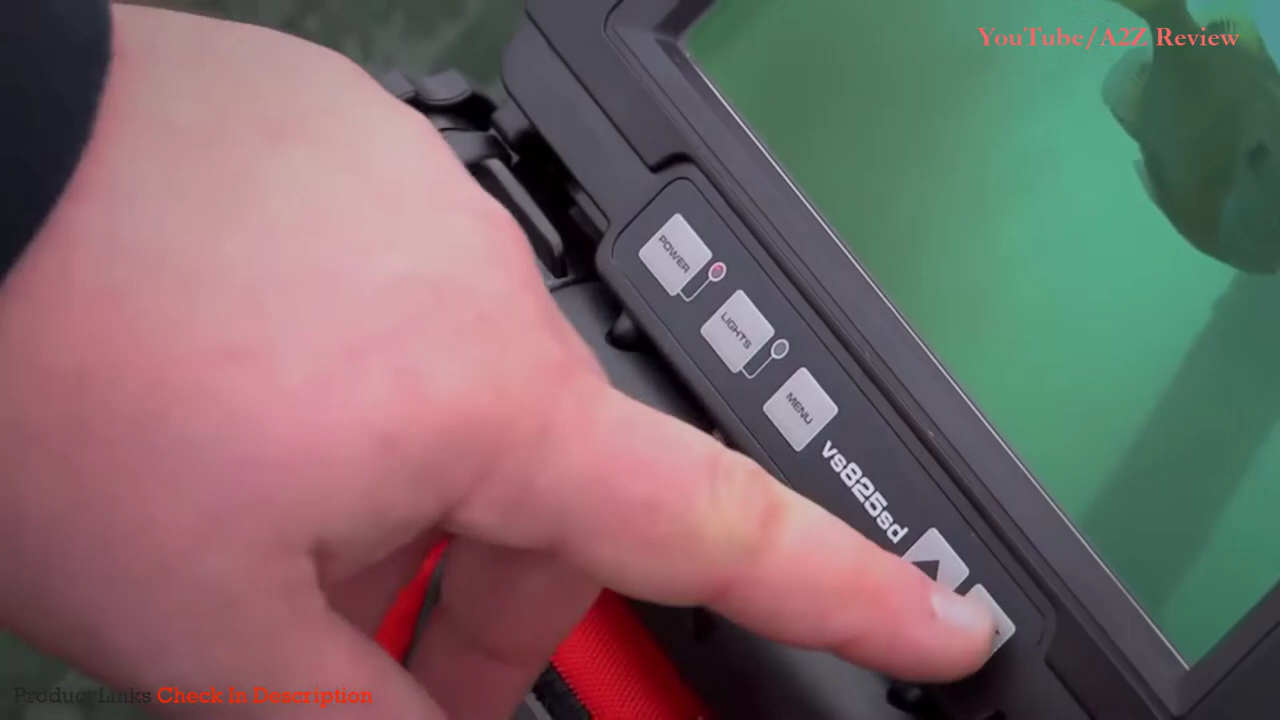 YouTube/A2Z Review
POWER
LIGHTS
MENU
vs825sd
Product Links Check In Description